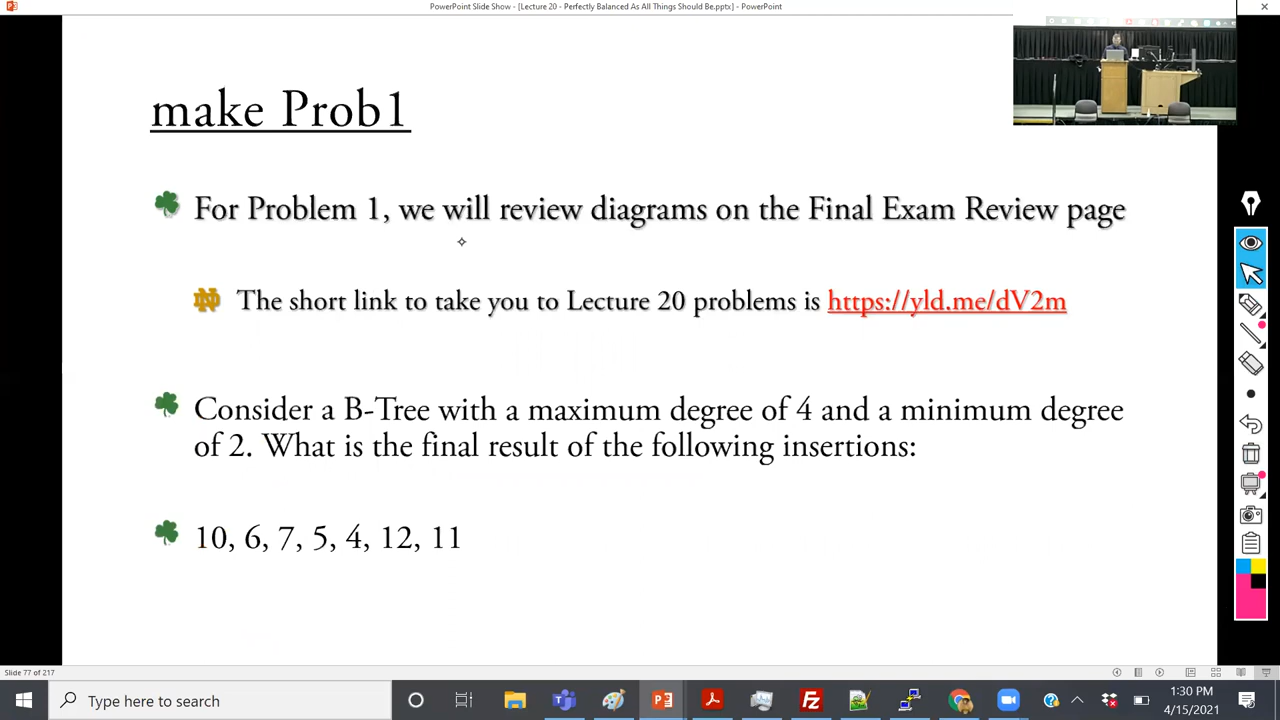 PowerPoint Slide Show - [Lecture 20 - Perfectly Balanced As All Things Should Be.pptx] - PowerPoint
make Prob1
For Problem 1, we will review diagrams on the Final Exam Review page
The short link to take you to Lecture 20 problems is https://yld.me/dV2m
Consider a B-Tree with a maximum degree of 4 and a minimum degree
of 2. What is the final result of the following insertions:
10, 6, 7, 5, 4, 12, 11
Slide 77 of 217
Type here to search
1:30 PM
4/15/2021